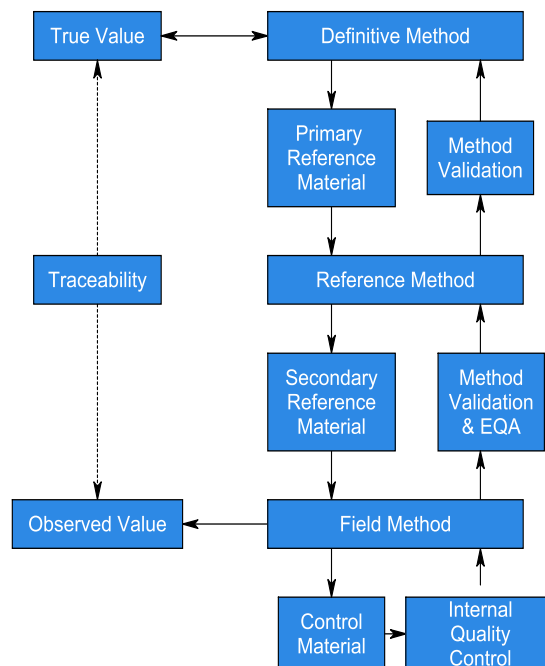 True Value
Definitive Method
Primary
Reference
Material
Method
Validation
Traceability
Reference Method
Secondary
Reference
Material
Method
Validation
& EQA
Observed Value
Field Method
Control
Material
Internal
Quality
Control